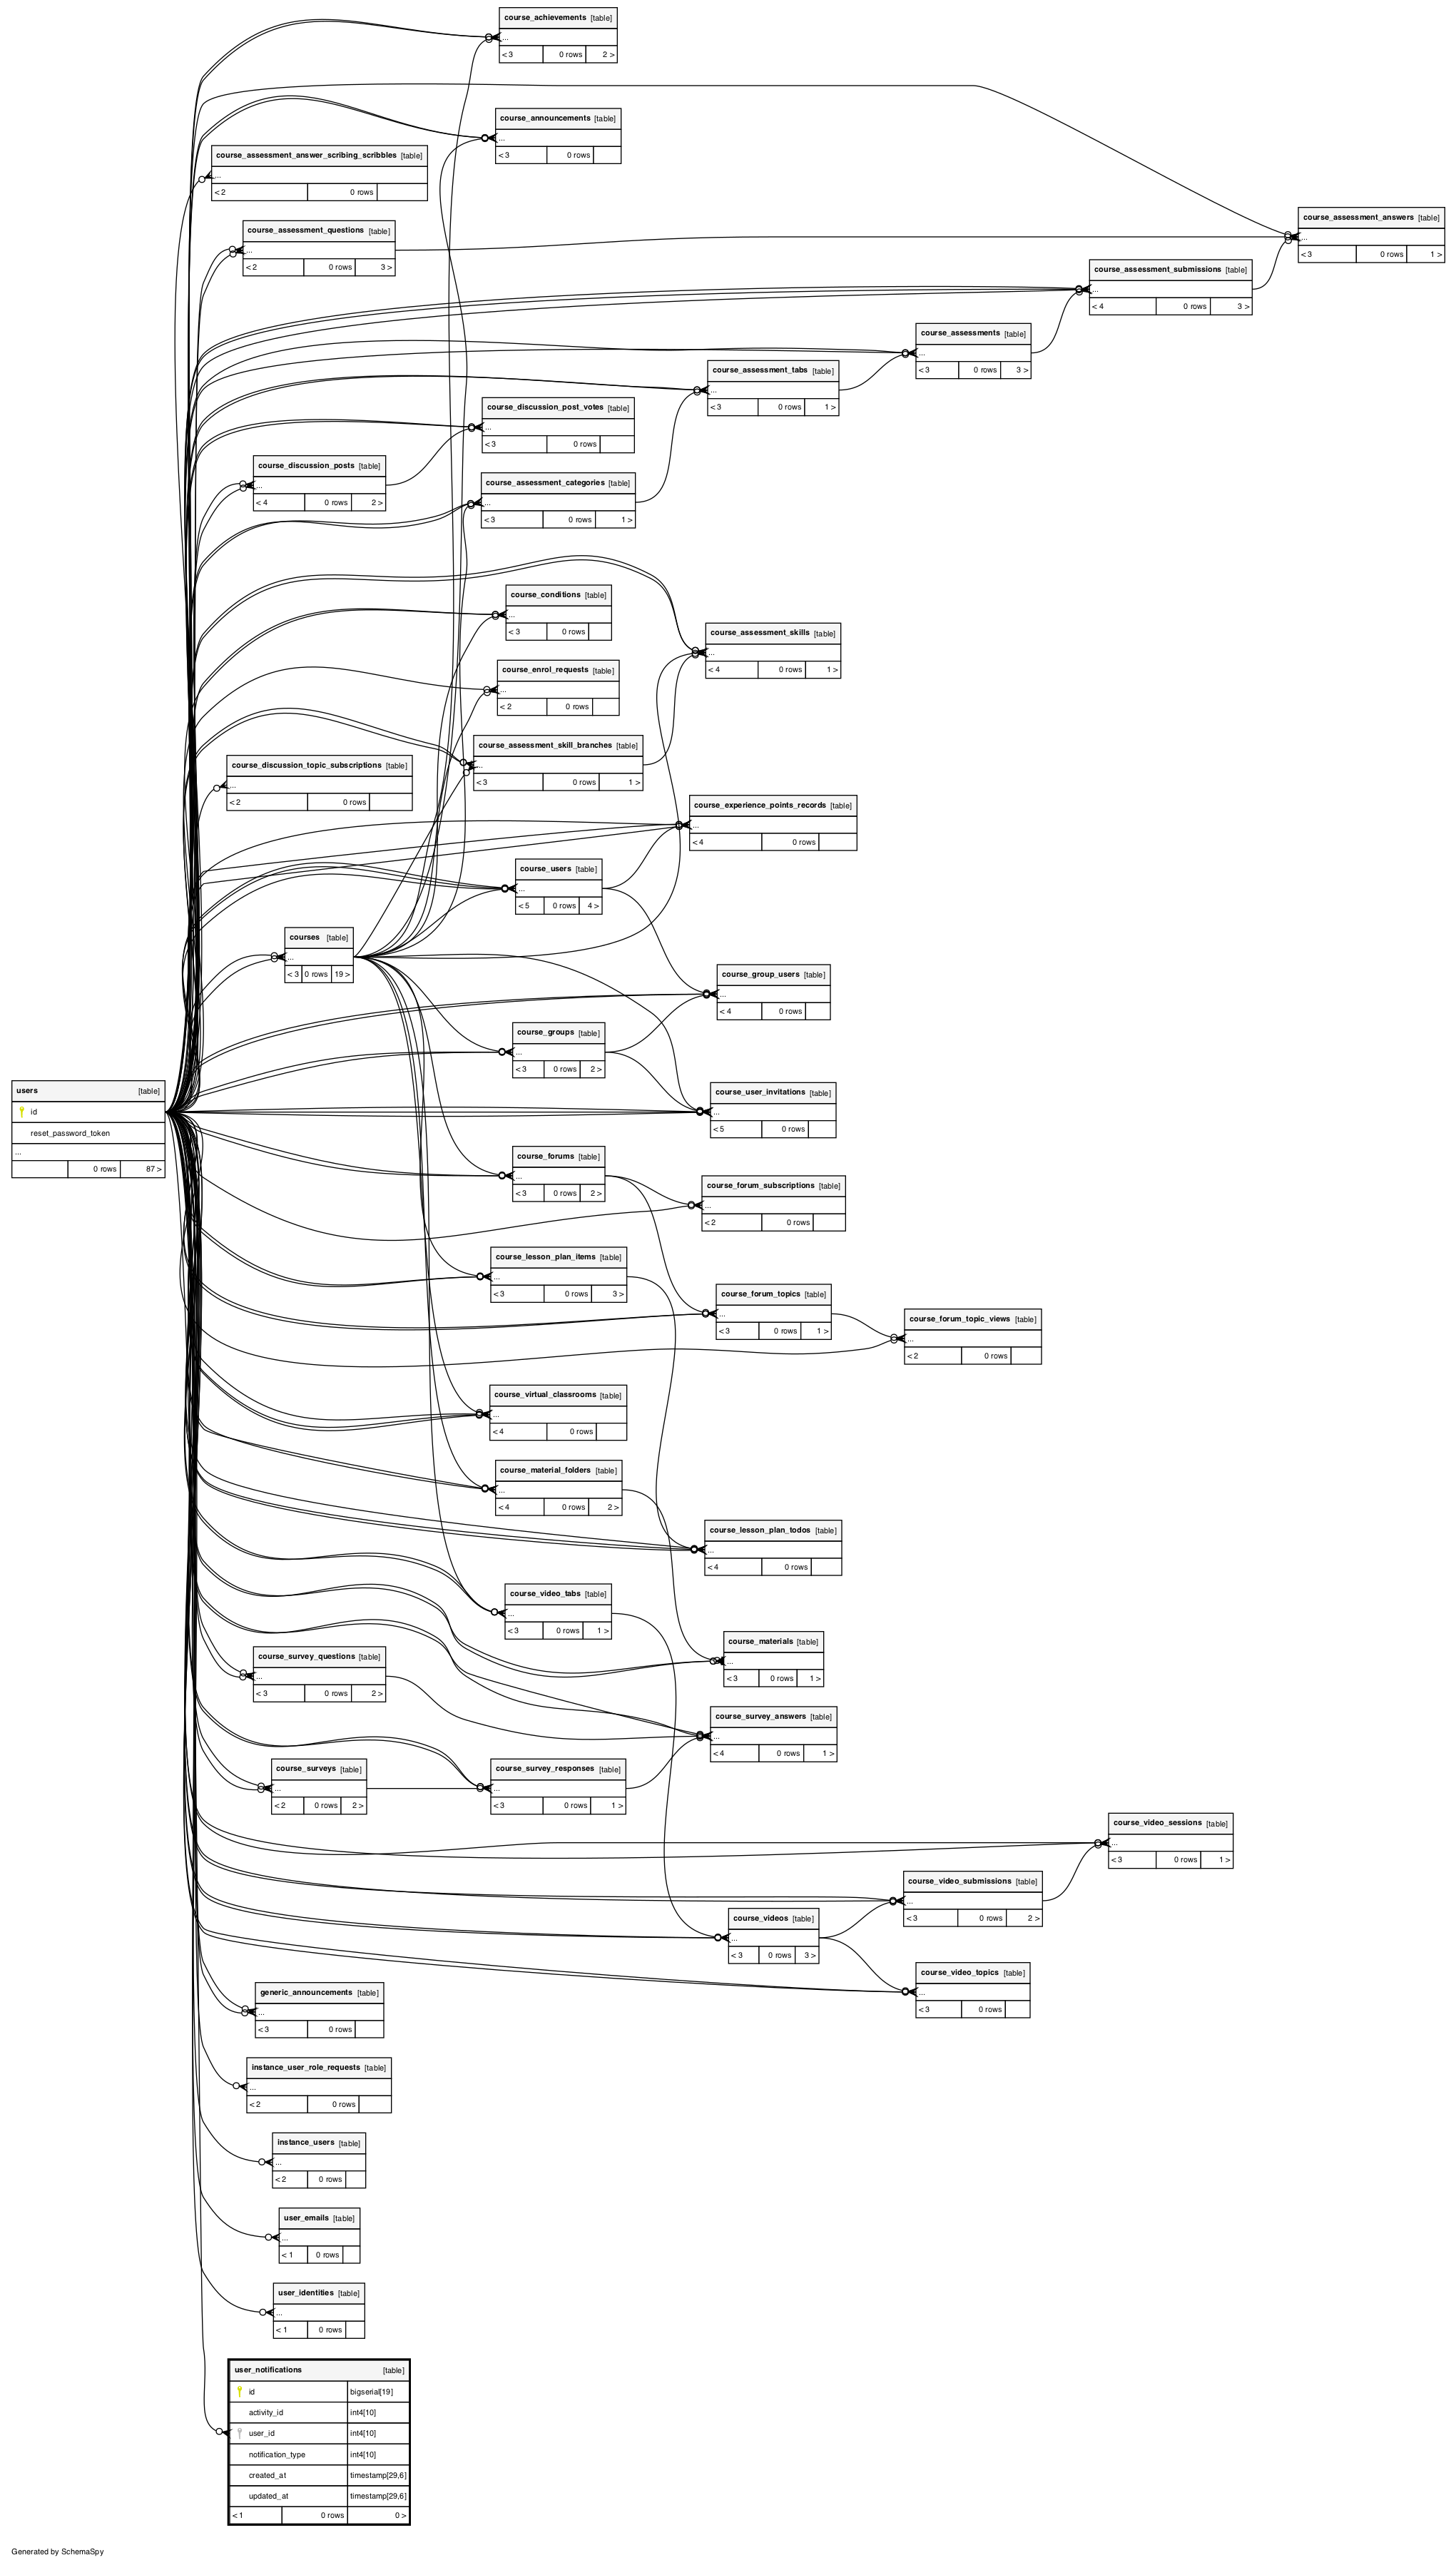 course_achievements [table]
...
< 3 0 rows 2 >
course_announcements [table]
...
< 3 0 rows
course_assessment_answer_scribing_scribbles [table]
...
< 2 0 rows
course_assessment_answers [table]
...
< 3 0 rows 1 >
course_assessment_questions [table]
...
< 2 0 rows 3 >
course_assessment_submissions [table]
...
< 4 0 rows 3 >
course_assessments [table]
...
< 3 0 rows 3 >
course_assessment_tabs [table]
...
< 3 0 rows 1 >
course_discussion_post_votes [table]
...
< 3 0 rows
course_discussion_posts [table]
...
< 4 0 rows 2 >
course_assessment_categories [table]
...
< 3 0 rows 1 >
course_conditions [table]
...
< 3 0 rows
course_assessment_skills [table]
...
< 4 0 rows 1 >
course_enrol_requests [table]
...
< 2 0 rows
course_assessment_skill_branches [table]
...
< 3 0 rows 1 >
course_discussion_topic_subscriptions [table]
...
< 2 0 rows
course_experience_points_records [table]
...
< 4 0 rows
course_users [table]
...
< 5 0 rows 4 >
courses [table]
...
< 3 0 rows 19 >
course_group_users [table]
...
< 4 0 rows
course_groups [table]
...
< 3 0 rows 2 >
users [table]
id
reset_password_token
...
0 rows 87 >
course_user_invitations [table]
...
< 5 0 rows
course_forums [table]
...
< 3 0 rows 2 >
course_forum_subscriptions [table]
...
< 2 0 rows
course_lesson_plan_items [table]
...
< 3 0 rows 3 >
course_forum_topics [table]
...
< 3 0 rows 1 >
course_forum_topic_views [table]
...
< 2 0 rows
course_virtual_classrooms [table]
...
< 4 0 rows
course_material_folders [table]
...
< 4 0 rows 2 >
course_lesson_plan_todos [table]
...
< 4 0 rows
course_video_tabs [table]
...
< 3 0 rows 1 >
course_materials [table]
...
< 3 0 rows 1 >
course_survey_questions [table]
...
< 3 0 rows 2 >
course_survey_answers [table]
...
< 4 0 rows 1 >
course_surveys [table]
...
< 2 0 rows 2 >
course_survey_responses [table]
...
< 3 0 rows 1 >
course_video_sessions [table]
...
< 3 0 rows 1 >
course_video_submissions [table]
...
< 3 0 rows 2 >
course_videos [table]
...
< 3 0 rows 3 >
course_video_topics [table]
...
< 3 0 rows
generic_announcements [table]
...
< 3 0 rows
instance_user_role_requests [table]
...
< 2 0 rows
instance_users [table]
...
< 2 0 rows
user_emails [table]
...
< 1 0 rows
user_identities [table]
...
< 1 0 rows
user_notifications [table]
id bigserial[19]
activity_id int4[10]
user_id int4[10]
notification_type int4[10]
created_at timestamp[29,6]
updated_at timestamp[29,6]
< 1 0 rows 0 >
Generated by SchemaSpy